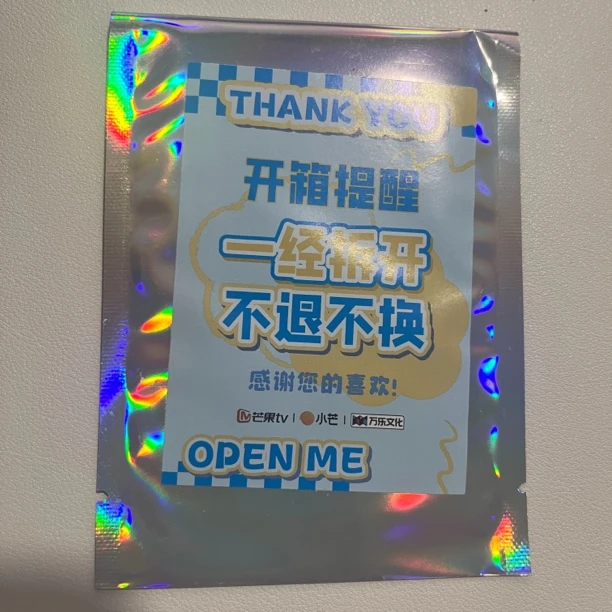 THANK YOU
开箱提醒
一经拆开
不退不换
感谢您的喜欢!
芒果tv | 小芒 | 万乐文化
OPEN ME